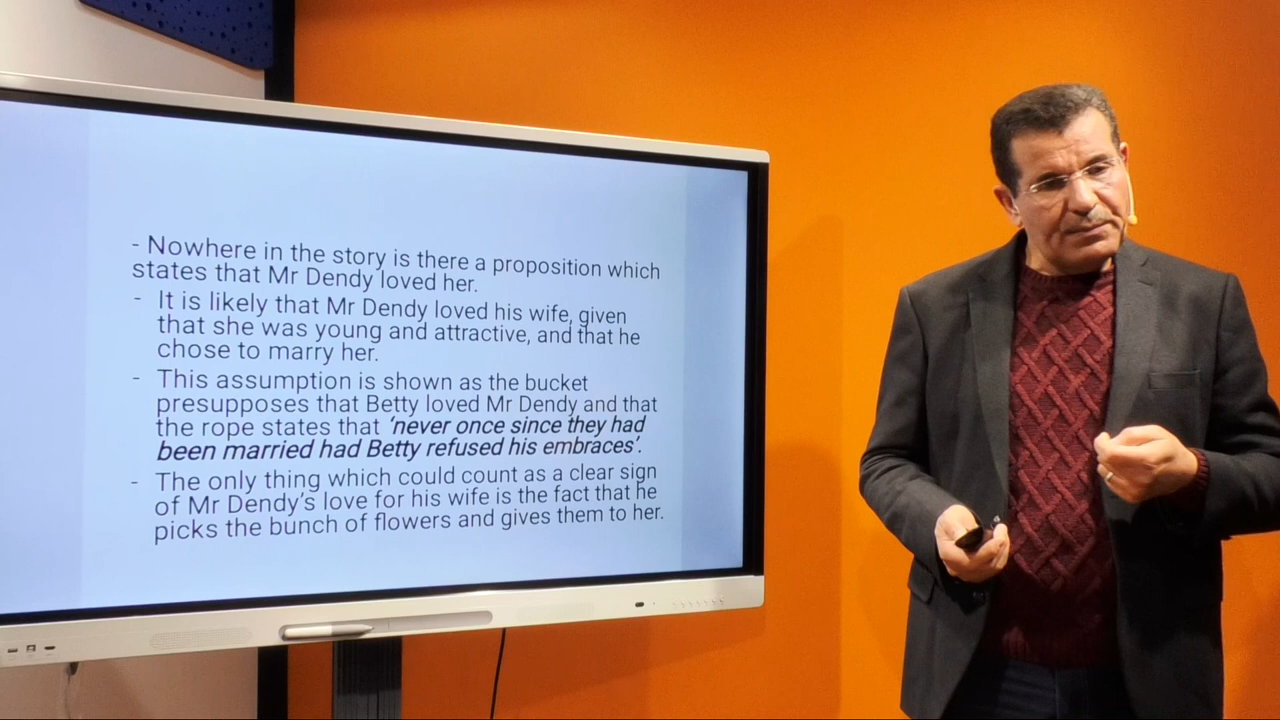 - Nowhere in the story is there a proposition which
states that Mr Dendy loved her.
- It is likely that Mr Dendy loved his wife, given
that she was young and attractive, and that he
chose to marry her.
- This assumption is shown as the bucket
presupposes that Betty loved Mr Dendy and that
the rope states that 'never once since they had
been married had Betty refused his embraces'.
- The only thing which could count as a clear sign
of Mr Dendy's love for his wife is the fact that he
picks the bunch of flowers and gives them to her.